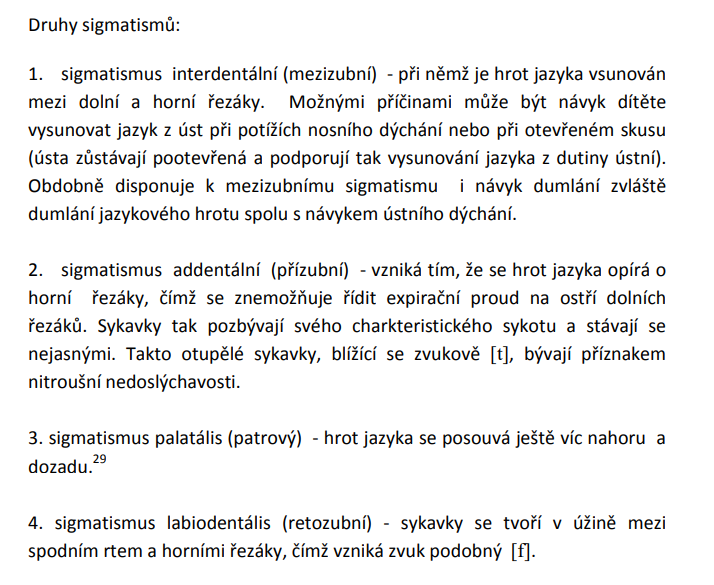 Druhy sigmatismů:
1. sigmatismus interdentální (mezizubní) - při němž je hrot jazyka vsunován
mezi dolní a horní řezáky. Možnými příčinami může být návyk dítěte
vysunovat jazyk z úst při potížích nosního dýchání nebo při otevřeném skusu
(ústa zůstávají pootevřená a podporují tak vysunování jazyka z dutiny ústní).
Obdobně disponuje k mezizubnímu sigmatismu i návyk dumlání zvláště
dumlání jazykového hrotu spolu s návykem ústního dýchání.
2. sigmatismus addentální (přízubní) - vzniká tím, že se hrot jazyka opírá o
horní řezáky, čímž se znemožňuje řídit expirační proud na ostří dolních
řezáků. Sykavky tak pozbývají svého charkteristického sykotu a stávají se
nejasnými. Takto otupělé sykavky, blížící se zvukově [t], bývají příznakem
nitroušní nedoslýchavosti.
3. sigmatismus palatális (patrový) - hrot jazyka se posouvá ještě víc nahoru a
dozadu.29
4. sigmatismus labiodentális (retozubní) - sykavky se tvoří v úžině mezi
spodním rtem a horními řezáky, čímž vzniká zvuk podobný [f].